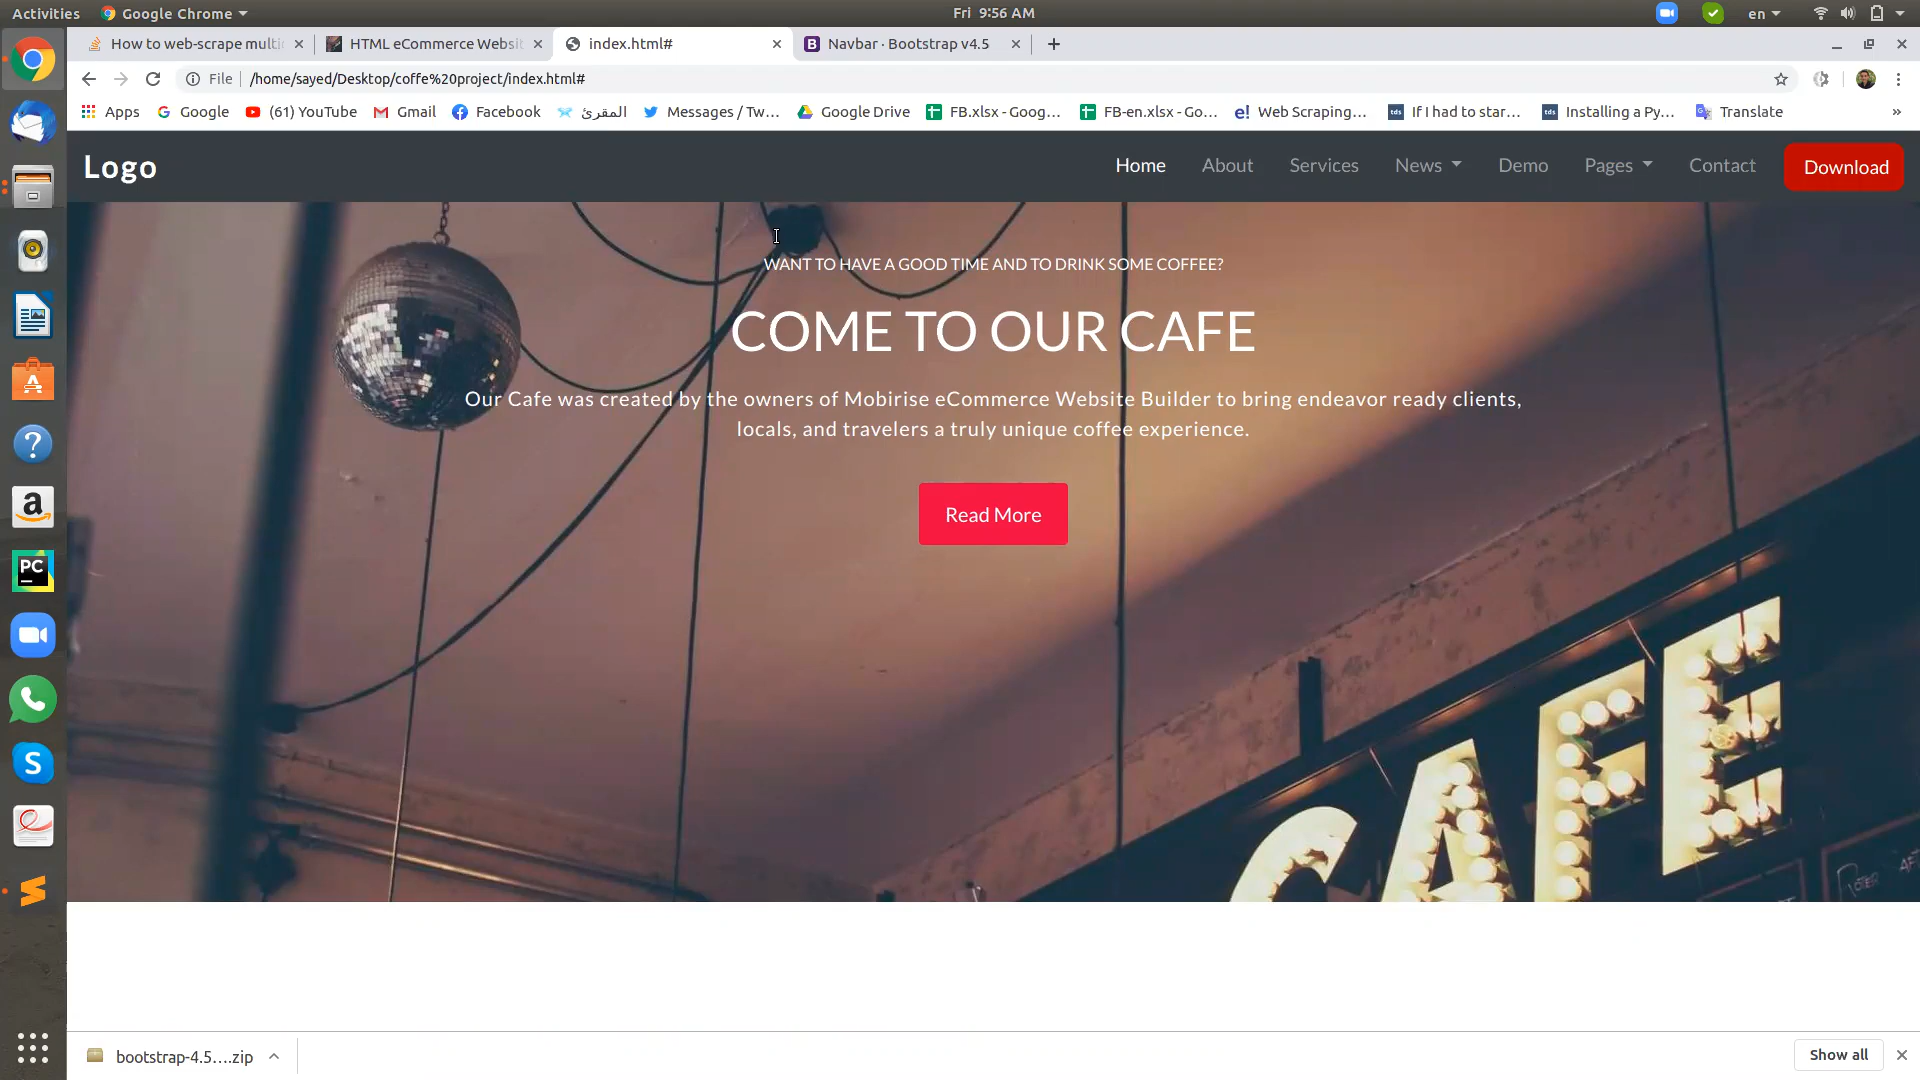 Activities
Google Chrome
Fri 9:56 AM
en
How to web-scrape multi
HTML eCommerce Websit
index.html#
Navbar · Bootstrap v4.5
File
/home/sayed/Desktop/coffe%20project/index.html#
Apps
Google
(61) YouTube
Gmail
Facebook
المقرئ
Messages / Tw...
Google Drive
FB.xlsx - Goog...
FB-en.xlsx - Go...
e!
Web Scraping...
tds
If I had to star...
tds
Installing a Py...
Translate
»
Logo
Home
About
Services
News
Demo
Pages
Contact
Download
WANT TO HAVE A GOOD TIME AND TO DRINK SOME COFFEE?
COME TO OUR CAFE
Our Cafe was created by the owners of Mobirise eCommerce Website Builder to bring endeavor ready clients,
locals, and travelers a truly unique coffee experience.
Read More
CAFE
PC
bootstrap-4.5....zip
Show all